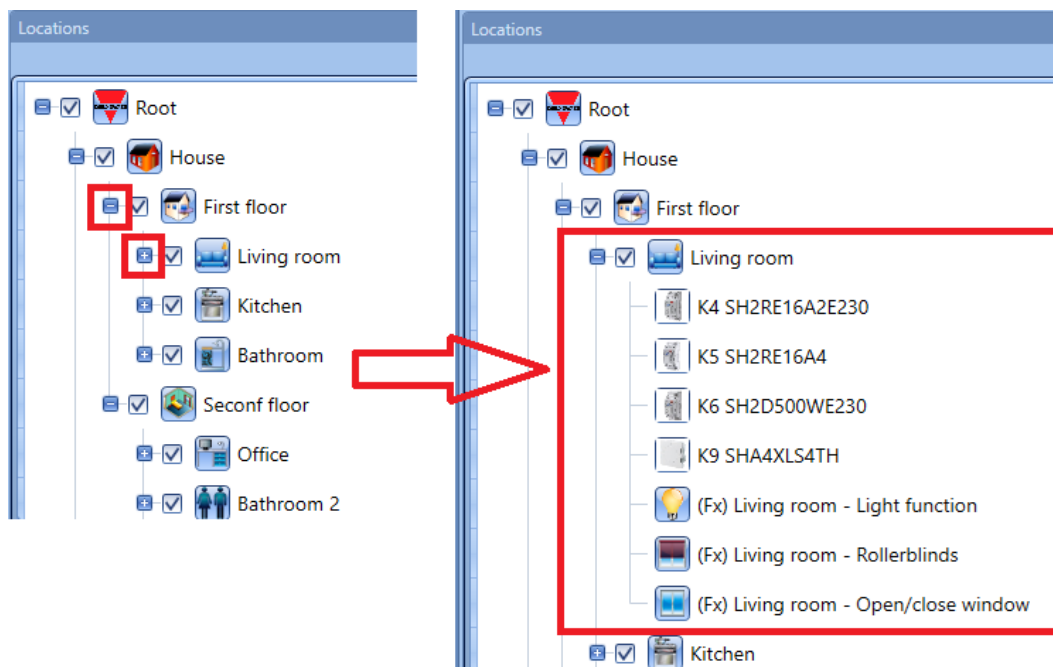 Locations
Root
House
First floor
Living room
Kitchen
Bathroom
Seconf floor
Office
Bathroom 2
Locations
Root
House
First floor
Living room
K4 SH2RE16A2E230
K5 SH2RE16A4
K6 SH2D500WE230
K9 SHA4XLS4TH
(Fx) Living room - Light function
(Fx) Living room - Rollerblinds
(Fx) Living room - Open/close window
Kitchen